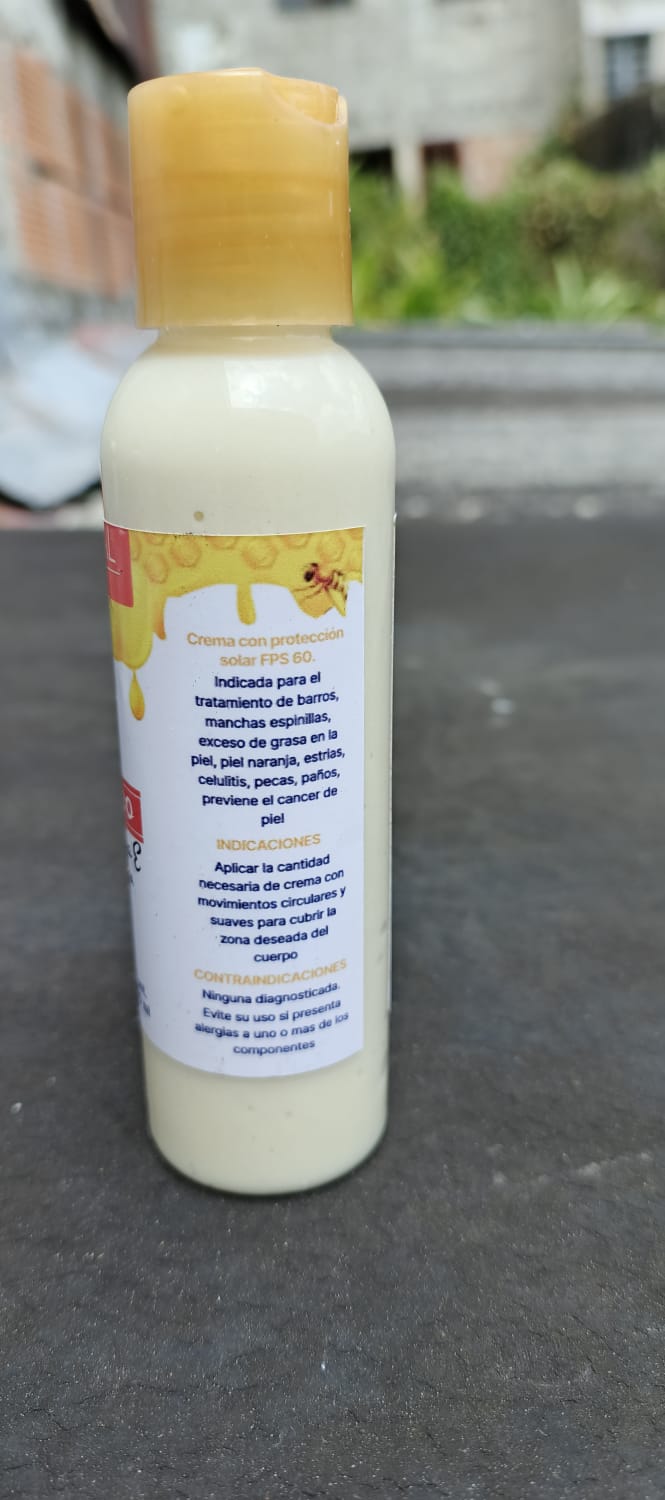 L
Crema con protección
solar FPS 60.
Indicada para el
tratamiento de barros,
manchas espinillas,
exceso de grasa en la
piel, piel naranja, estrias,
celulitis, pecas, paños,
previene el cancer de
piel
INDICACIONES
Aplicar la cantidad
necesaria de crema con
movimientos circulares y
suaves para cubrir la
zona deseada del
cuerpo
CONTRAINDICACIONES
Ninguna diagnosticada.
Evite su uso si presenta
alergias a uno o mas de los
componentes
0
E